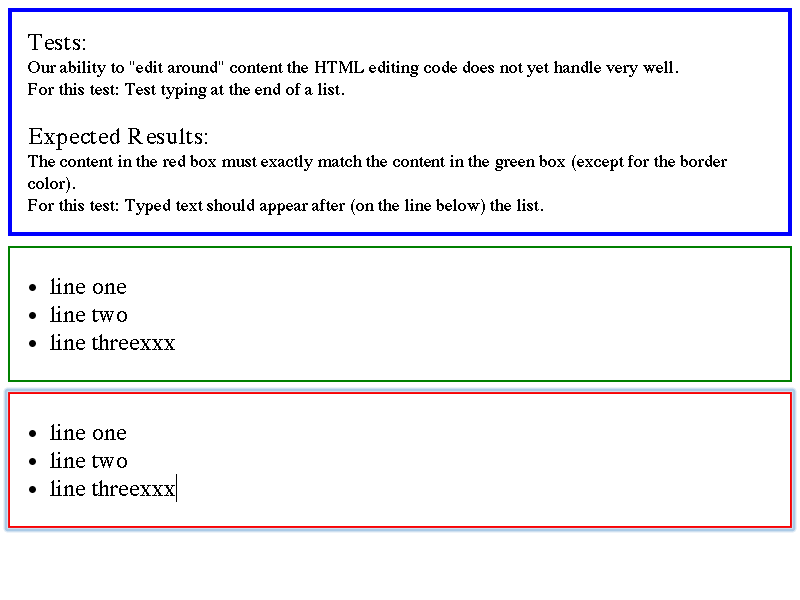 Tests:
Our ability to "edit around" content the HTML editing code does not yet handle very well.
For this test: Test typing at the end of a list.
Expected Results:
The content in the red box must exactly match the content in the green box (except for the border
color).
For this test: Typed text should appear after (on the line below) the list.
• line one
• line two
• line threexxx
• line one
• line two
• line threexxx